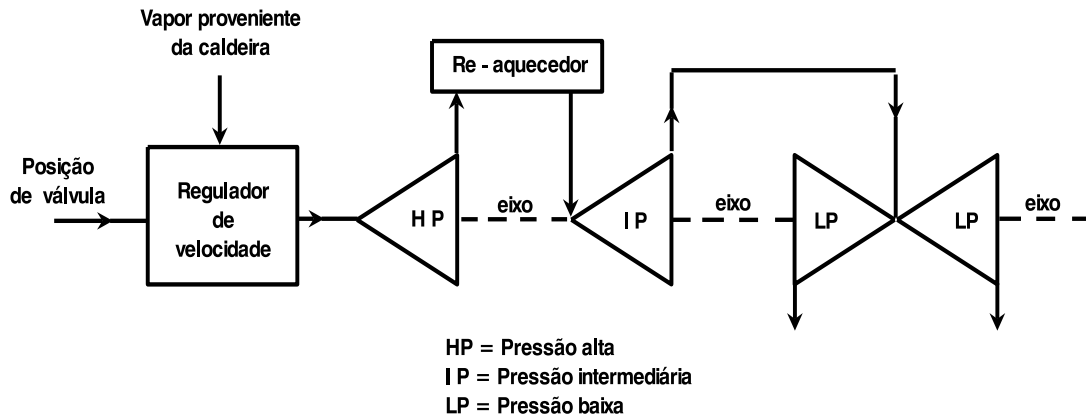 Vapor proveniente
da caldeira
Re - aquecedor
Posição
de válvula
Regulador
de
velocidade
H P
eixo
I P
eixo
LP
LP
eixo
HP = Pressão alta
I P = Pressão intermediária
LP = Pressão baixa